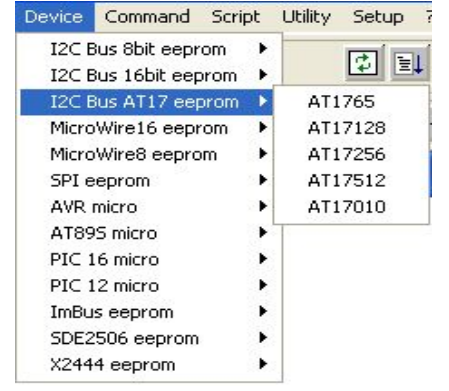 Device Command Script Utility Setup ?
I2C Bus 8bit eeprom
I2C Bus 16bit eeprom
I2C Bus AT17 eeprom
MicroWire16 eeprom
MicroWire8 eeprom
SPI eeprom
AVR micro
AT89S micro
PIC 16 micro
PIC 12 micro
ImBus eeprom
SDE2506 eeprom
X2444 eeprom
AT1765
AT17128
AT17256
AT17512
AT17010